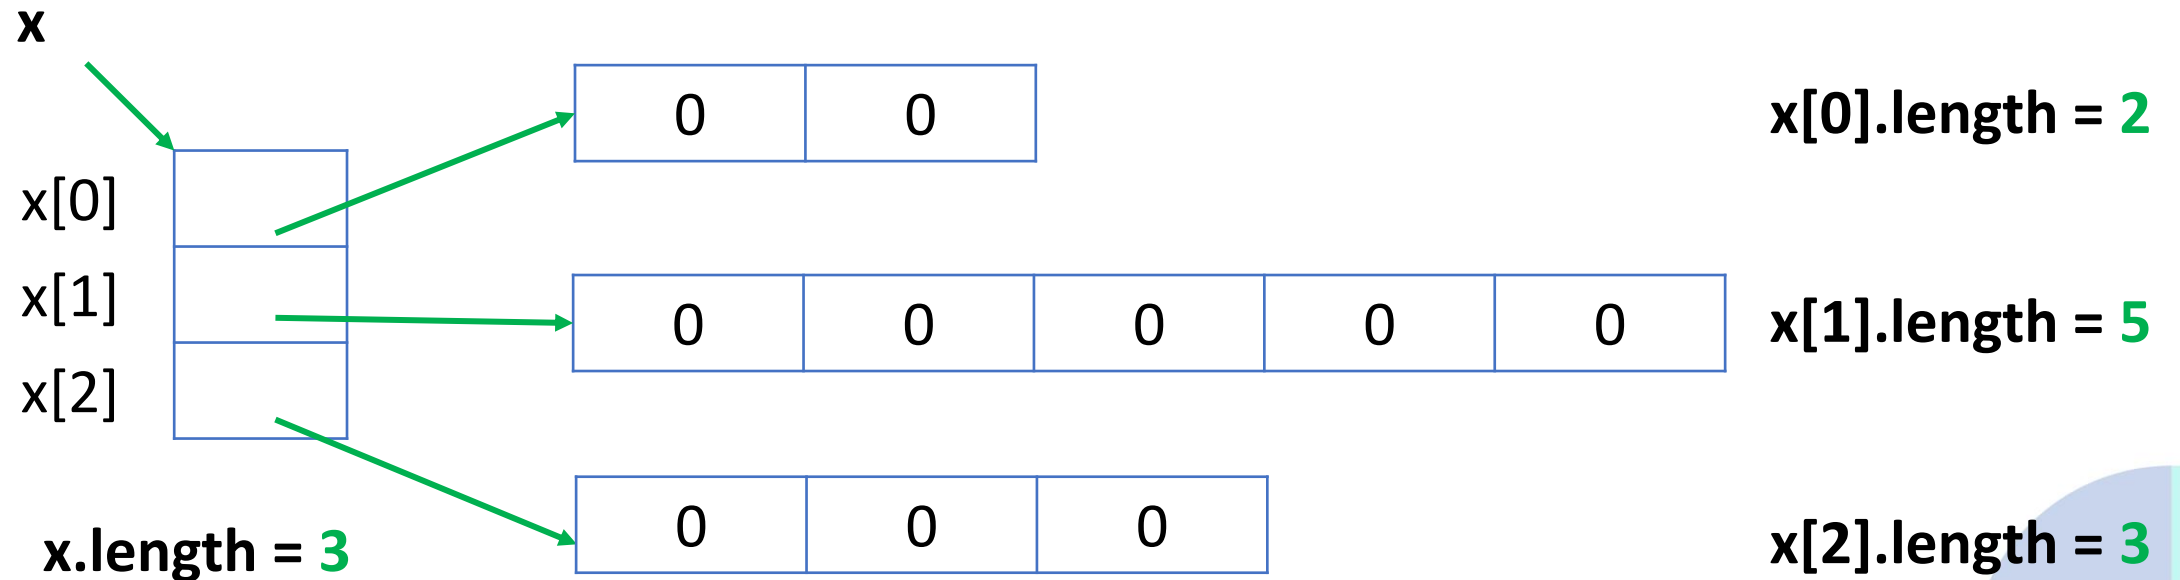 x
0 0 x[0].length = 2
x[0]
x[1] 0 0 0 0 0 x[1].length = 5
x[2]
x.length = 3 0 0 0 x[2].length = 3